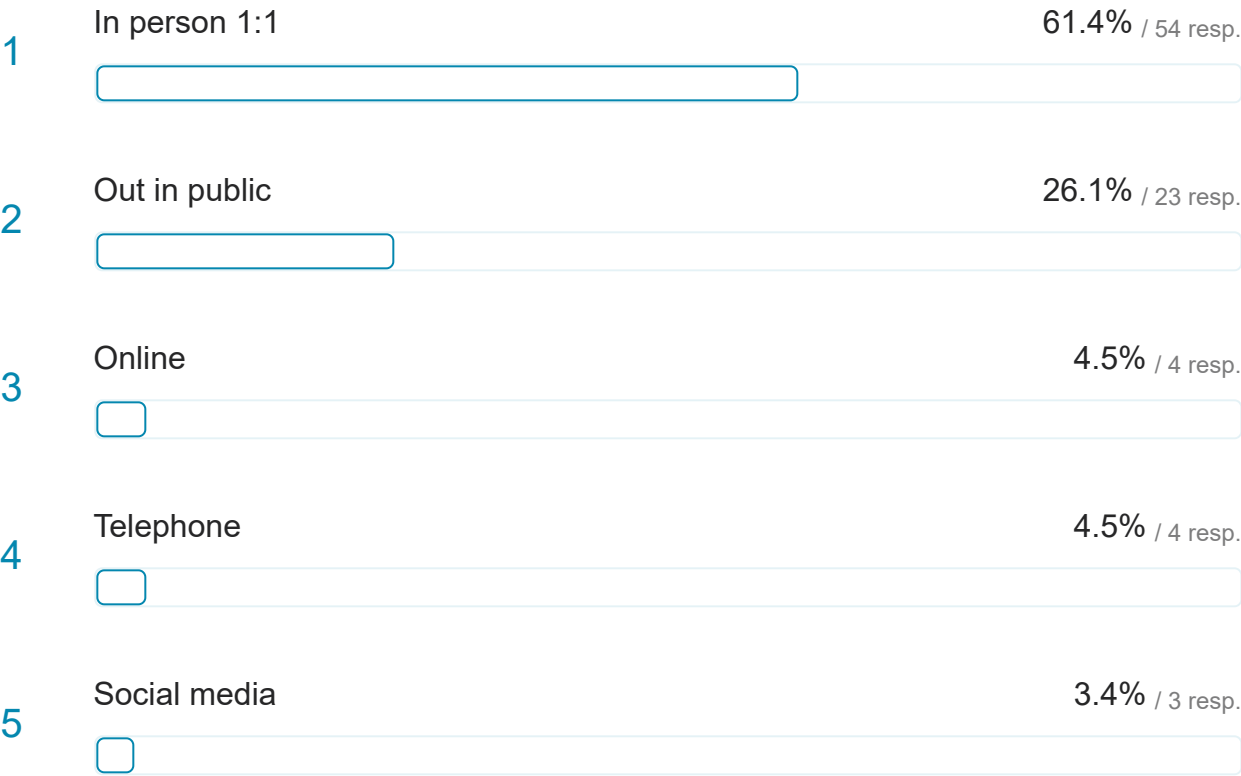 1 In person 1:1 61.4% / 54 resp.
2 Out in public 26.1% / 23 resp.
3 Online 4.5% / 4 resp.
4 Telephone 4.5% / 4 resp.
5 Social media 3.4% / 3 resp.